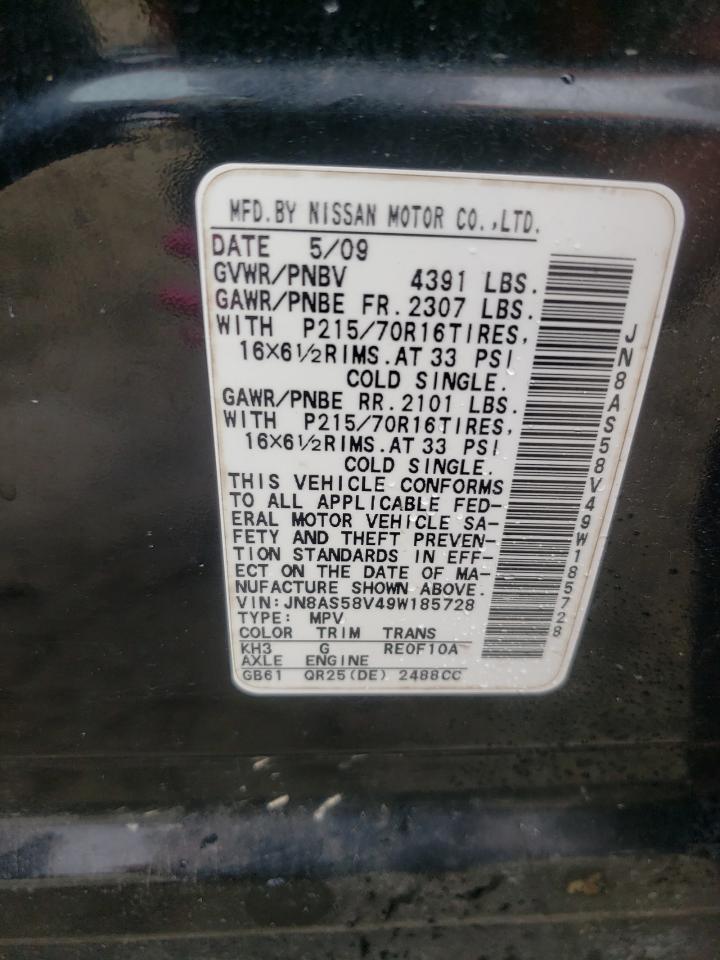 MFD.BY NISSAN MOTOR CO.,LTD.
DATE 5/09
GVWR/PNBV 4391 LBS.
GAWR/PNBE FR.2307 LBS.
WITH P215/70R16TIRES,
16X6½RIMS.AT 33 PSI
COLD SINGLE.
GAWR/PNBE RR.2101 LBS.
WITH P215/70R16TIRES,
16X6½RIMS.AT 33 PSI
COLD SINGLE.
THIS VEHICLE CONFORMS
TO ALL APPLICABLE FED-
ERAL MOTOR VEHICLE SA-
FETY AND THEFT PREVEN-
TION STANDARDS IN EFF-
ECT ON THE DATE OF MA-
NUFACTURE SHOWN ABOVE.
VIN:JN8AS58V49W185728
TYPE: MPV
COLOR TRIM TRANS
KH3 G RE0F10A
AXLE ENGINE
GB61 QR25(DE) 2488CC
JN8AS58V49W185728